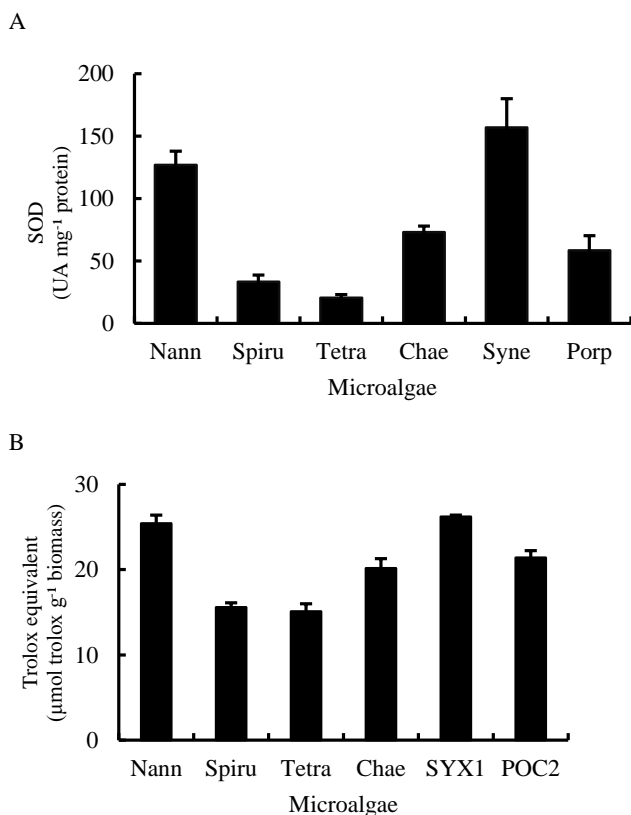 A
200
150
100
50
0
SOD
(UA mg⁻¹ protein)
Nann Spiru Tetra Chae Syne Porp
Microalgae
B
30
20
10
0
Trolox equivalent
(µmol trolox g⁻¹ biomass)
Nann Spiru Tetra Chae SYX1 POC2
Microalgae